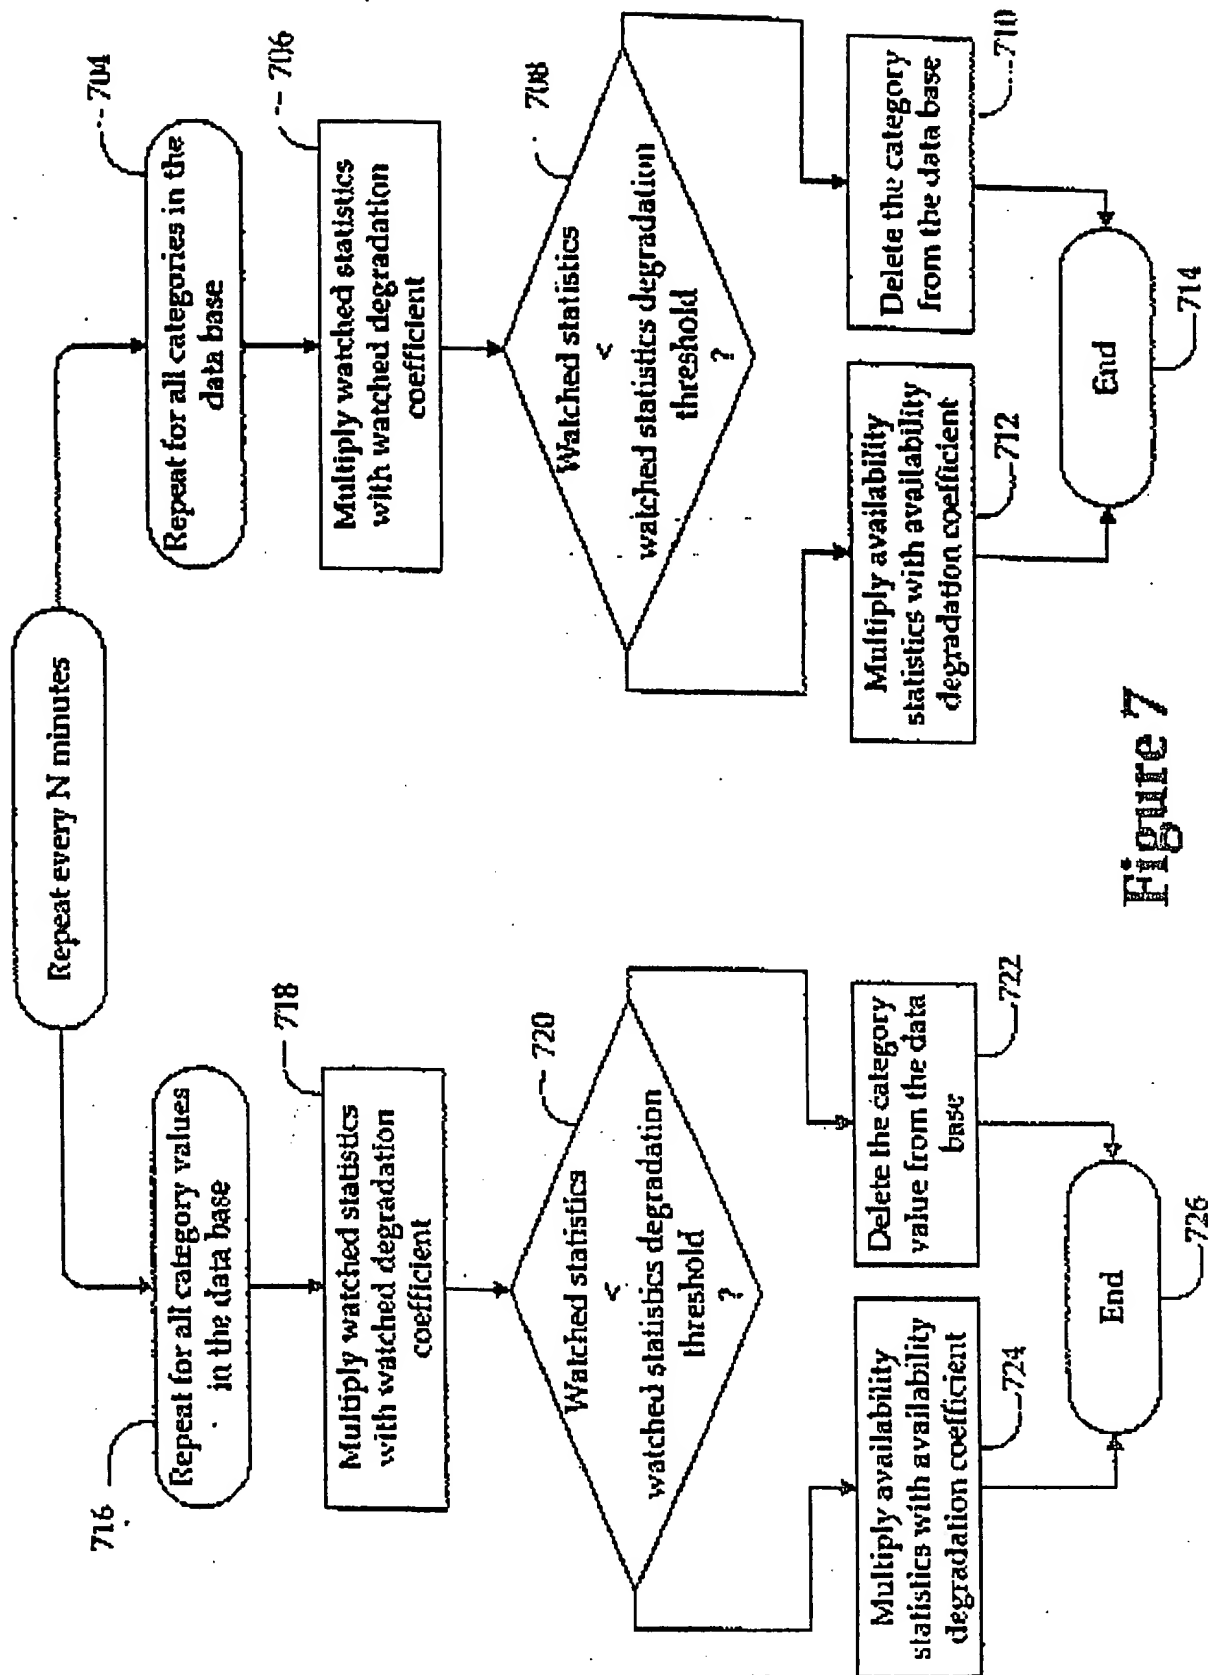 Repeat every N minutes
716
Repeat for all category values
in the data base
718
Multiply watched statistics
with watched degradation
coefficient
720
Watched statistics
<
watched statistics degradation
threshold
?
Multiply availability
statistics with availability
degradation coefficient
724
Delete the category
value from the data
base
722
End
726
704
Repeat for all categories in the
data base
706
Multiply watched statistics
with watched degradation
coefficient
708
Watched statistics
<
watched statistics degradation
threshold
?
Multiply availability
statistics with availability
degradation coefficient
712
Delete the category
from the data base
710
End
714
Figure 7